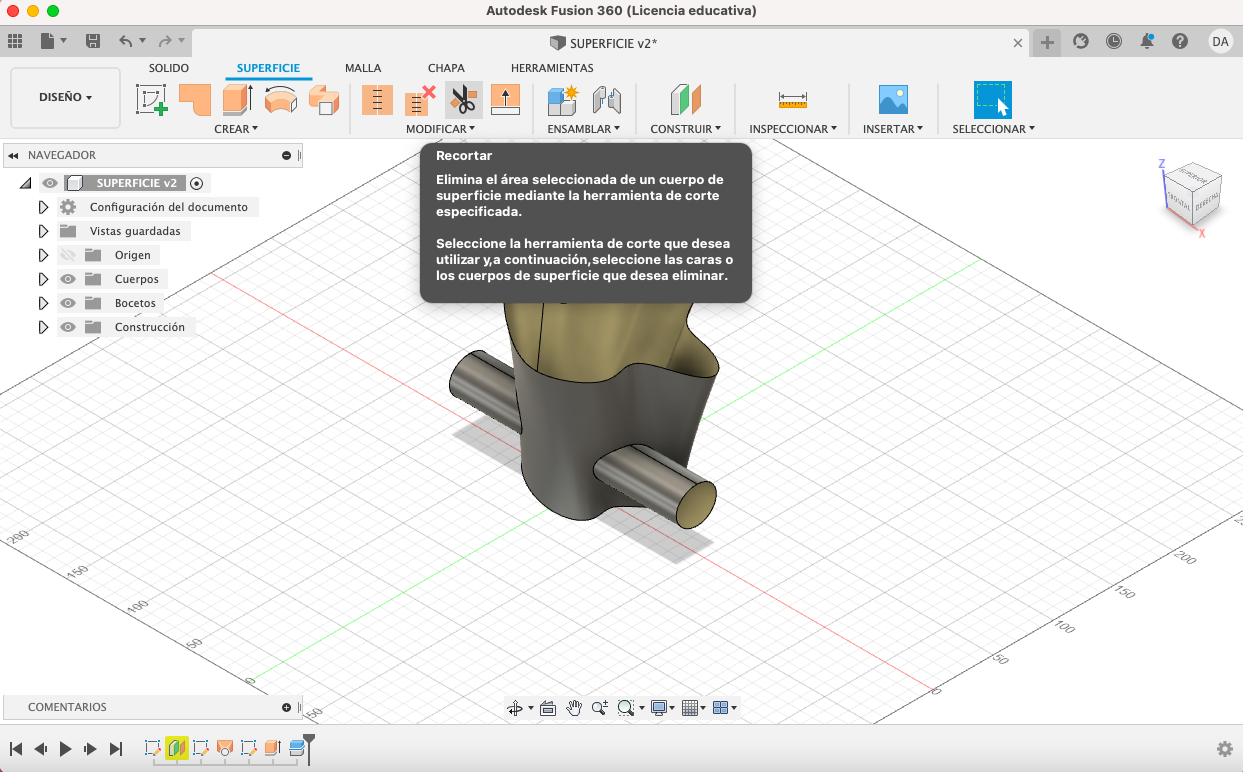 Autodesk Fusion 360 (Licencia educativa)
SUPERFICIE v2*
DA
SOLIDO
SUPERFICIE
MALLA
CHAPA
HERRAMIENTAS
DISEÑO
CREAR
MODIFICAR
ENSAMBLAR
CONSTRUIR
INSPECCIONAR
INSERTAR
SELECCIONAR
NAVEGADOR
SUPERFICIE v2
Configuración del documento
Vistas guardadas
Origen
Cuerpos
Bocetos
Construcción
Recortar
Elimina el área seleccionada de un cuerpo de
superficie mediante la herramienta de corte
especificada.
Seleccione la herramienta de corte que desea
utilizar y,a continuación,seleccione las caras o
los cuerpos de superficie que desea eliminar.
Z
SUPERIOR
FRONTAL
DERECHA
X
200
150
100
50
0
50
0
50
100
150
200
COMENTARIOS